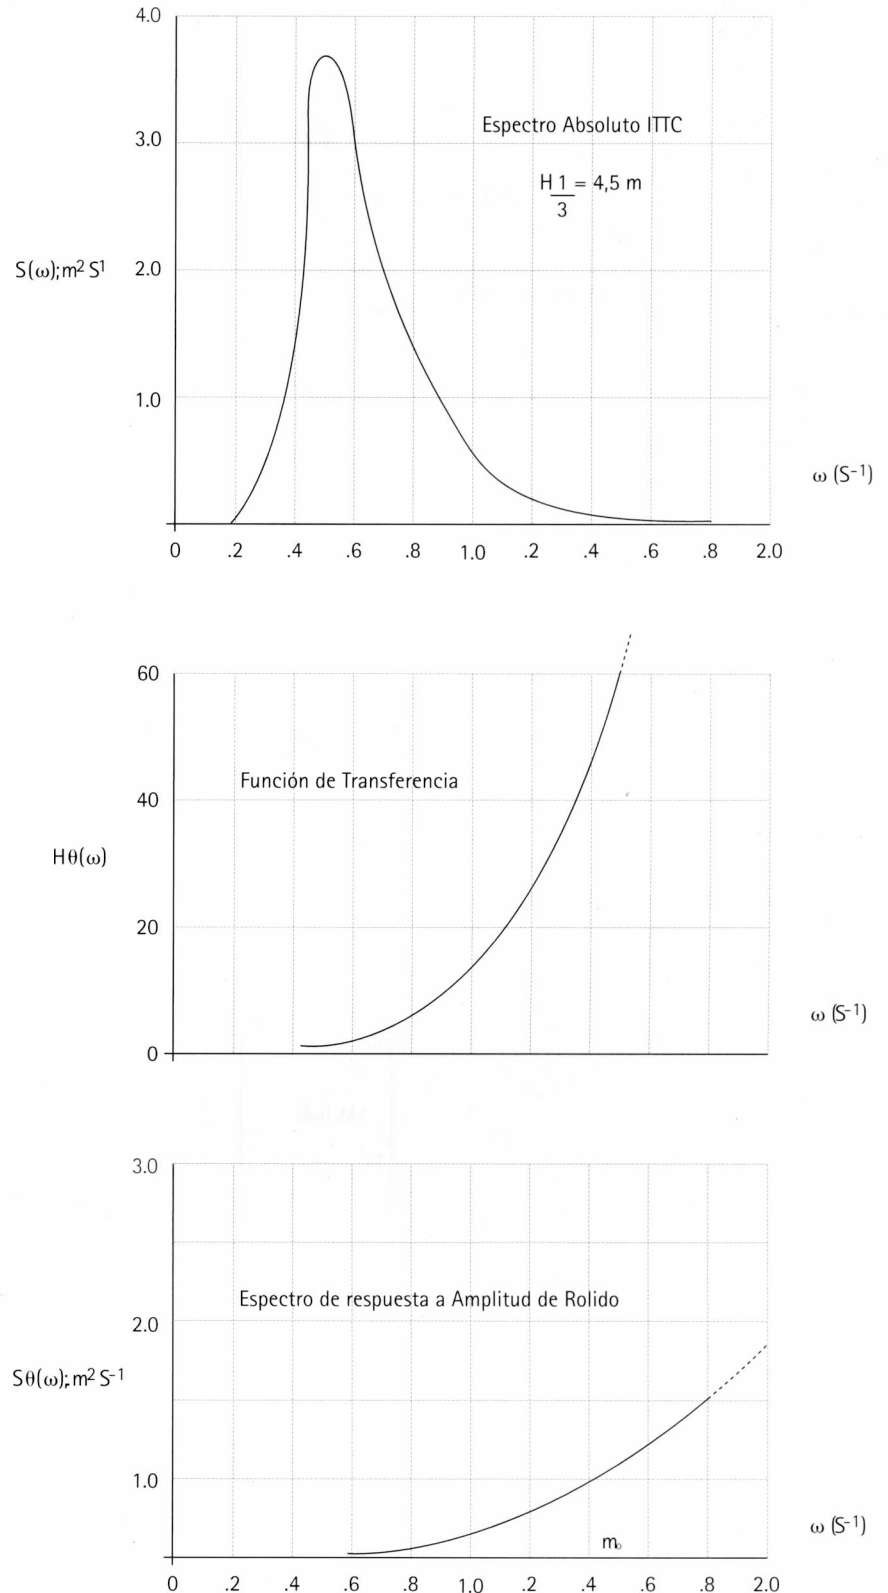 4.0
Espectro Absoluto ITTC
3.0
H 1 = 4,5 m
3
S(ω); m² S¹
2.0
1.0
ω (S⁻¹)
0 .2 .4 .6 .8 1.0 .2 .4 .6 .8 2.0
60
Función de Transferencia
40
Hθ(ω)
20
ω (S⁻¹)
0
3.0
Espectro de respuesta a Amplitud de Rolido
2.0
Sθ(ω); m² S⁻¹
1.0
m₀
ω (S⁻¹)
0 .2 .4 .6 .8 1.0 .2 .4 .6 .8 2.0